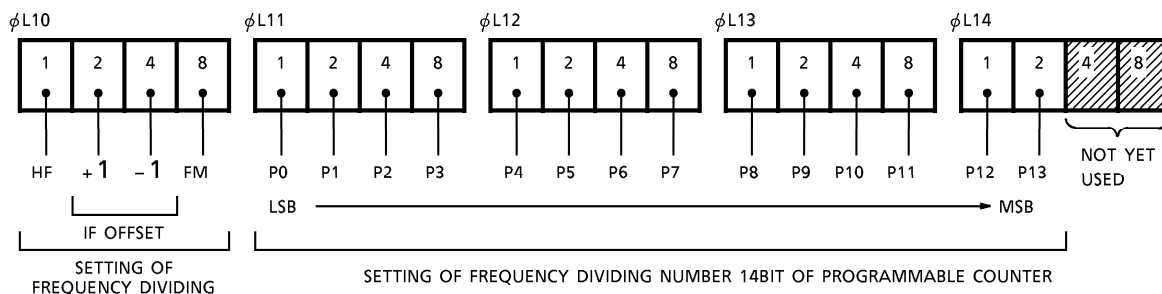 φL10 φL11 φL12 φL13 φL14
1 2 4 8 1 2 4 8 1 2 4 8 1 2 4 8 1 2 4 8
HF +1 −1 FM P0 P1 P2 P3 P4 P5 P6 P7 P8 P9 P10 P11 P12 P13
NOT YET
USED
LSB MSB
IF OFFSET
SETTING OF
FREQUENCY DIVIDING
SETTING OF FREQUENCY DIVIDING NUMBER 14BIT OF PROGRAMMABLE COUNTER